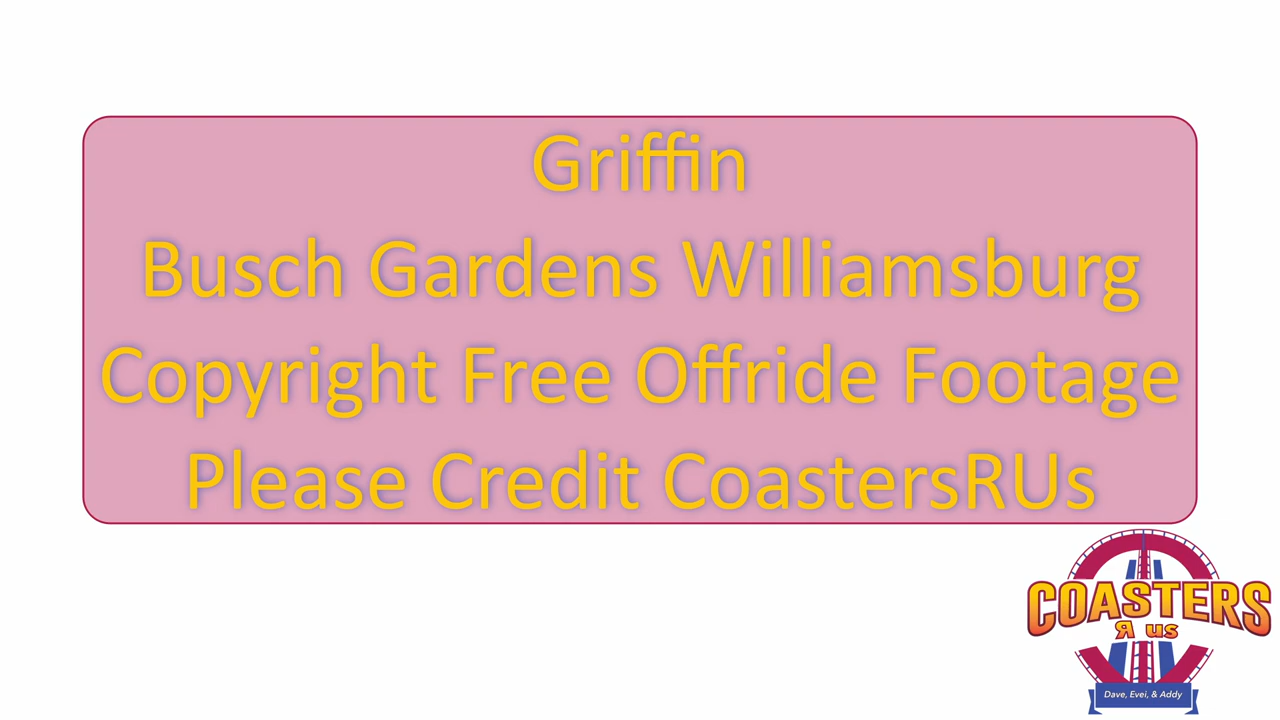 Griffin
Busch Gardens Williamsburg
Copyright Free Offride Footage
Please Credit CoastersRUs
COASTERS
Я us
Dave, Evei, & Addy